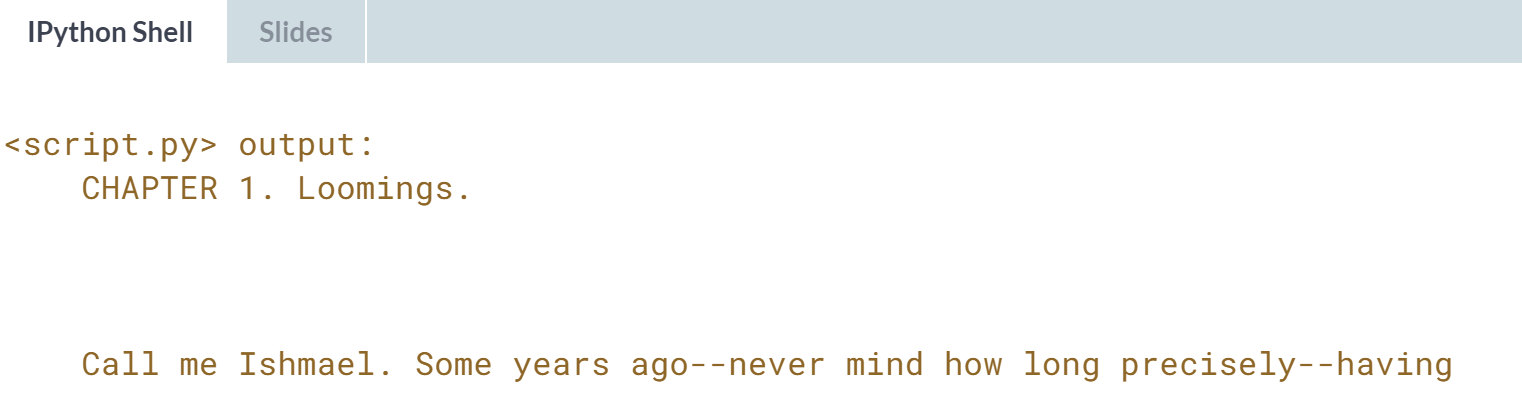 IPython Shell
Slides
<script.py> output:
CHAPTER 1. Loomings.
Call me Ishmael. Some years ago--never mind how long precisely--having